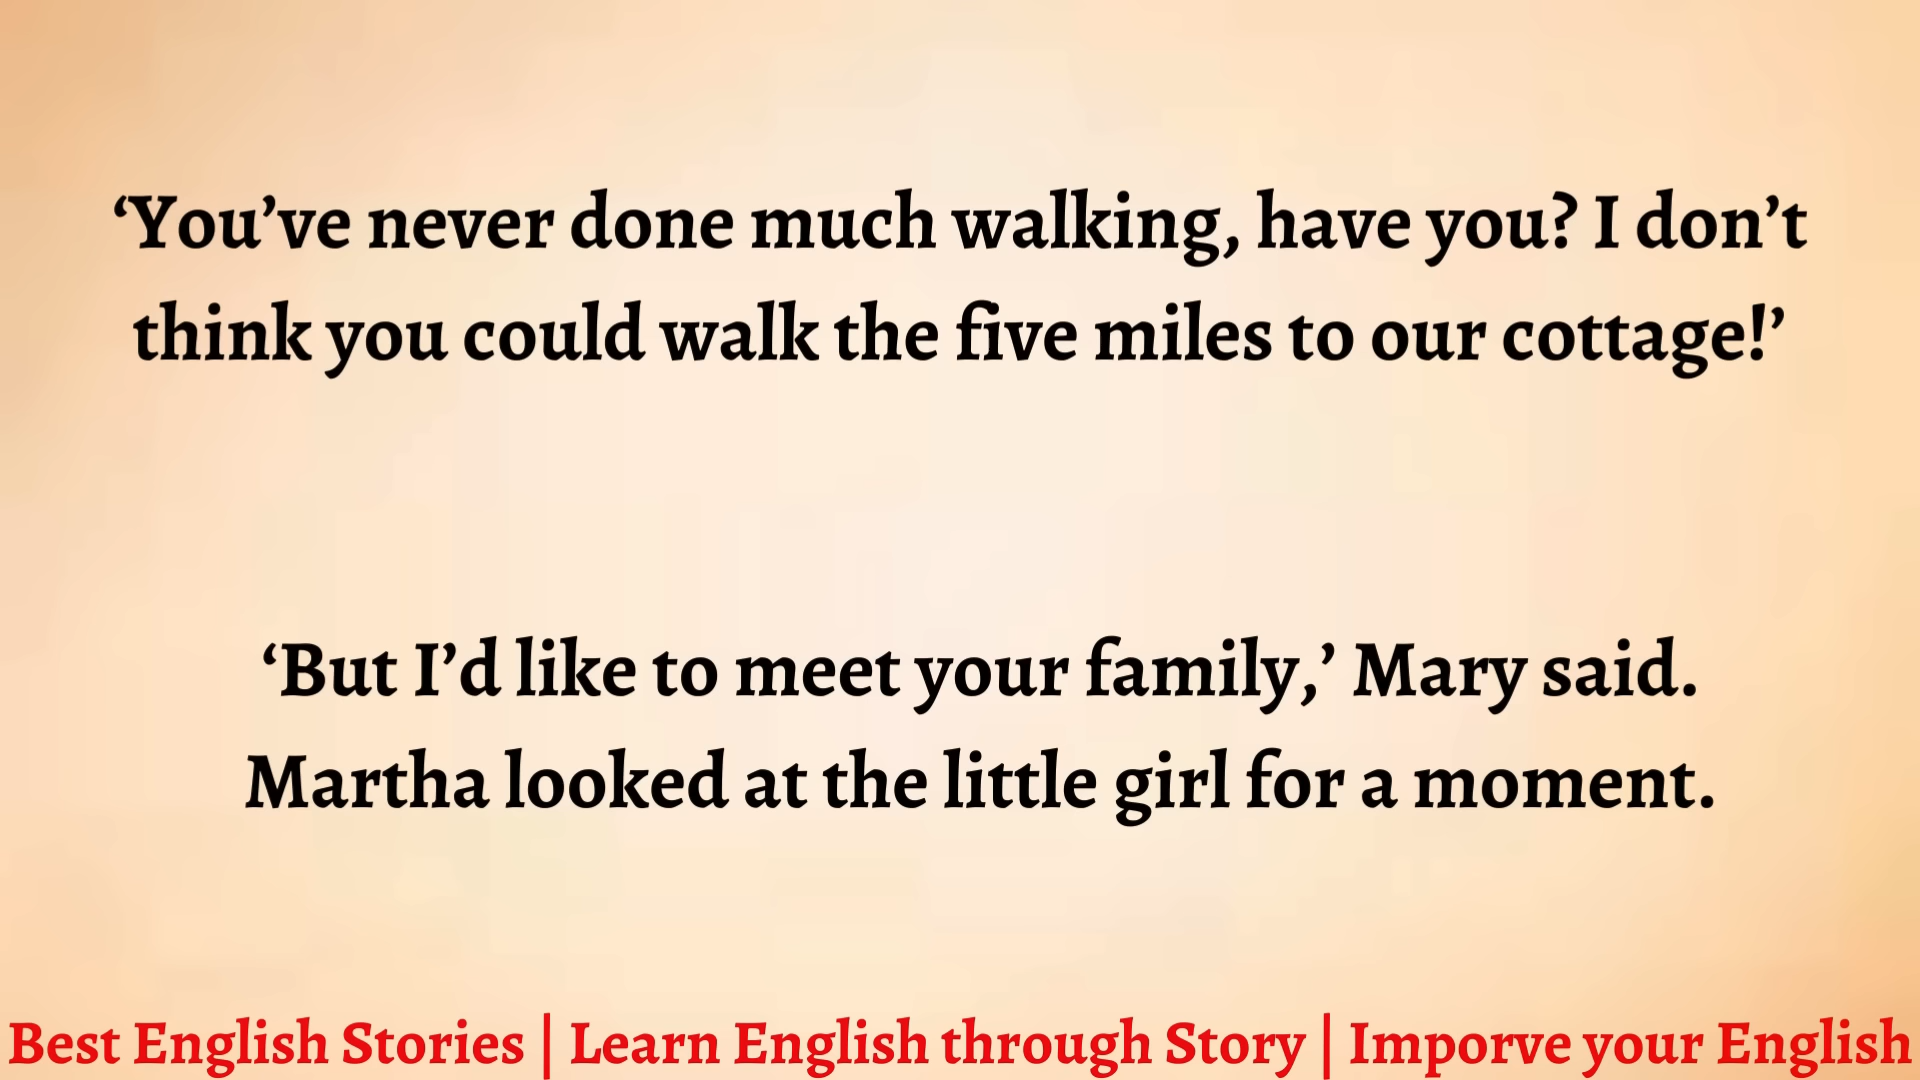 ‘You’ve never done much walking, have you? I don’t
think you could walk the five miles to our cottage!’
‘But I’d like to meet your family,’ Mary said.
Martha looked at the little girl for a moment.
Best English Stories | Learn English through Story | Imporve your English